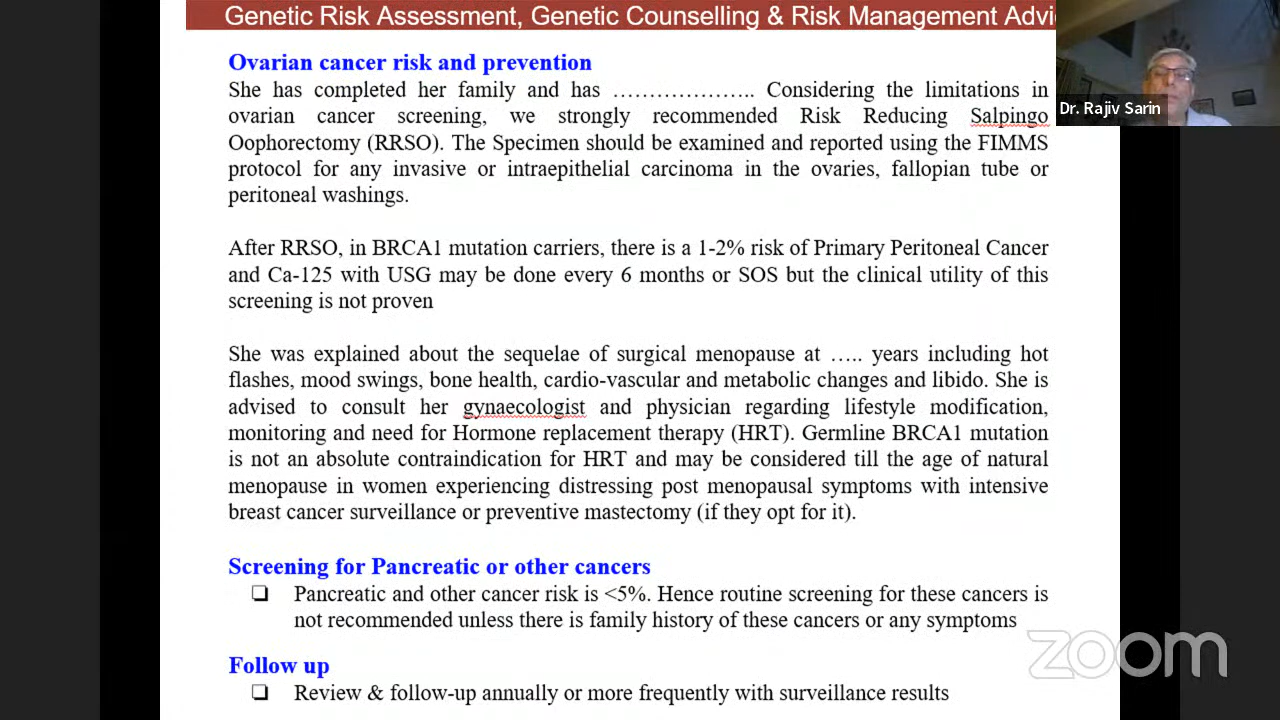 Genetic Risk Assessment, Genetic Counselling & Risk Management Advi
Dr. Rajiv Sarin
Ovarian cancer risk and prevention
She has completed her family and has ……………….. Considering the limitations in
ovarian cancer screening, we strongly recommended Risk Reducing Salpingo
Oophorectomy (RRSO). The Specimen should be examined and reported using the FIMMS
protocol for any invasive or intraepithelial carcinoma in the ovaries, fallopian tube or
peritoneal washings.
After RRSO, in BRCA1 mutation carriers, there is a 1-2% risk of Primary Peritoneal Cancer
and Ca-125 with USG may be done every 6 months or SOS but the clinical utility of this
screening is not proven
She was explained about the sequelae of surgical menopause at ….. years including hot
flashes, mood swings, bone health, cardio-vascular and metabolic changes and libido. She is
advised to consult her gynaecologist and physician regarding lifestyle modification,
monitoring and need for Hormone replacement therapy (HRT). Germline BRCA1 mutation
is not an absolute contraindication for HRT and may be considered till the age of natural
menopause in women experiencing distressing post menopausal symptoms with intensive
breast cancer surveillance or preventive mastectomy (if they opt for it).
Screening for Pancreatic or other cancers
❑ Pancreatic and other cancer risk is <5%. Hence routine screening for these cancers is
not recommended unless there is family history of these cancers or any symptoms
Follow up
❑ Review & follow-up annually or more frequently with surveillance results
zoom